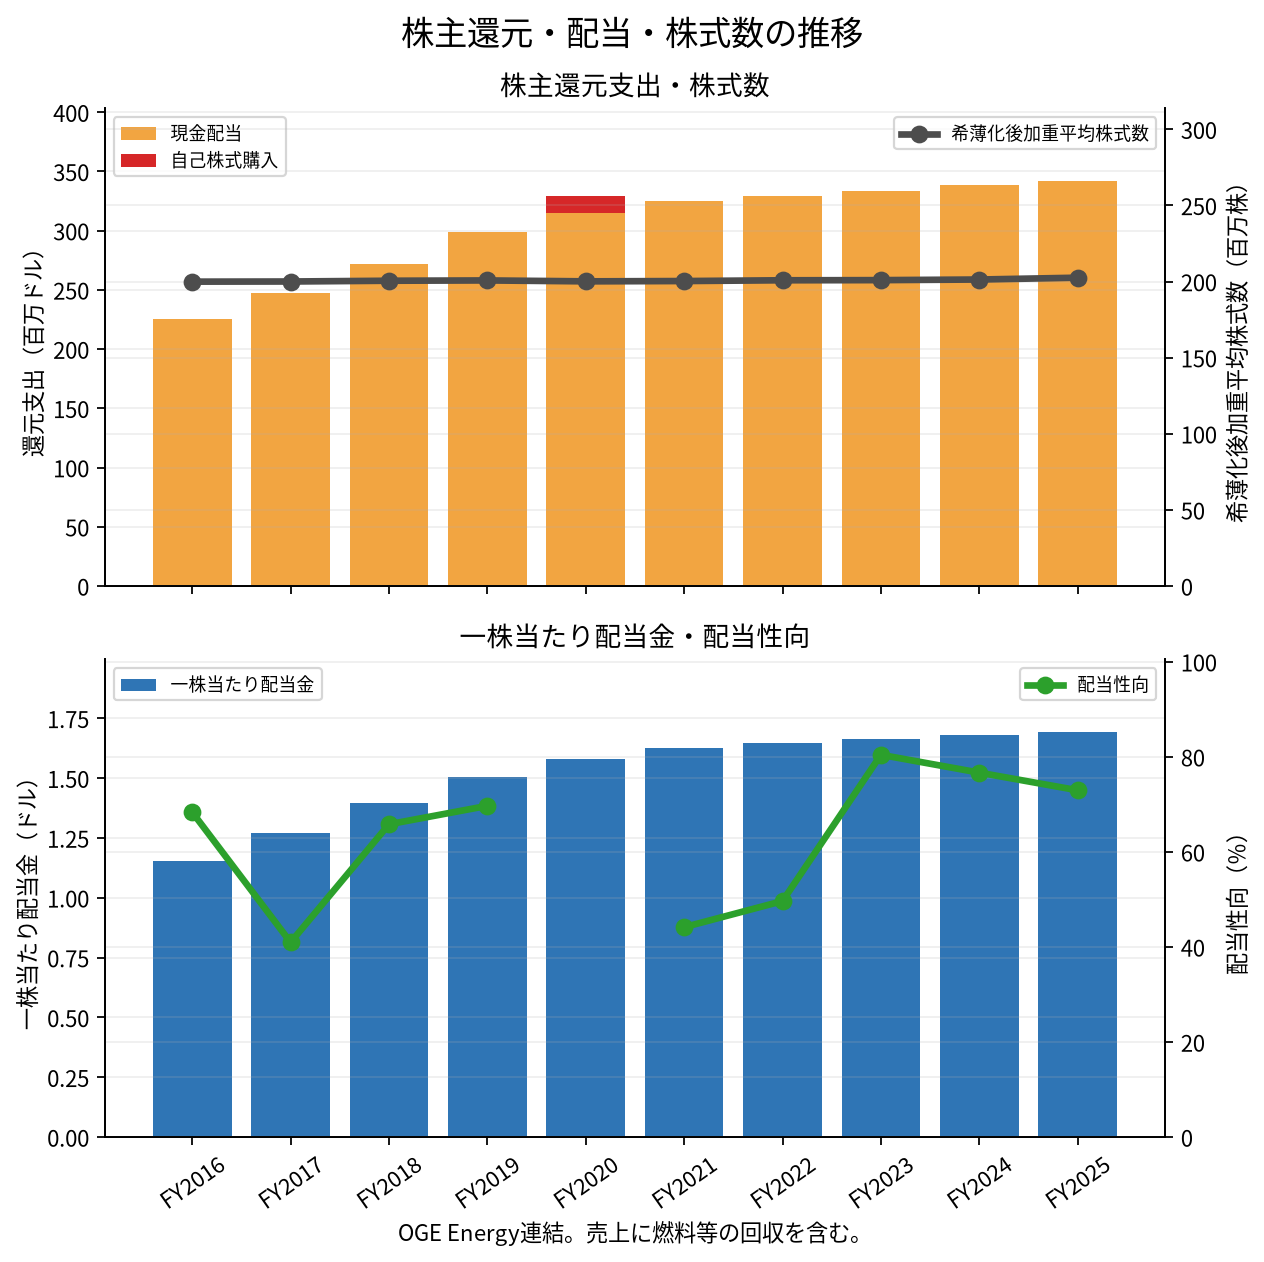 株主還元・配当・株式数の推移
株主還元支出・株式数
現金配当
自己株式購入
希薄化後加重平均株式数
還元支出（百万ドル）
400
350
300
250
200
150
100
50
0
300
250
200
150
100
50
0
希薄化後加重平均株式数（百万株）
一株当たり配当金・配当性向
一株当たり配当金
配当性向
一株当たり配当金（ドル）
1.75
1.50
1.25
1.00
0.75
0.50
0.25
0.00
100
80
60
40
20
0
配当性向（%）
FY2016
FY2017
FY2018
FY2019
FY2020
FY2021
FY2022
FY2023
FY2024
FY2025
OGE Energy連結。売上に燃料等の回収を含む。